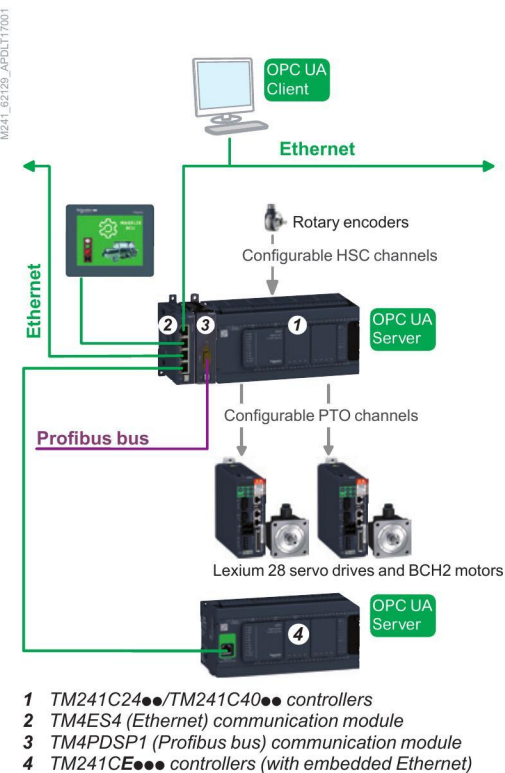 M241_62129_APDLT17001
OPC UA
Client
Ethernet
Rotary encoders
Configurable HSC channels
Ethernet
2
3
1
OPC UA
Server
Configurable PTO channels
Profibus bus
Lexium 28 servo drives and BCH2 motors
4
OPC UA
Server
1 TM241C24●●/TM241C40●● controllers
2 TM4ES4 (Ethernet) communication module
3 TM4PDSP1 (Profibus bus) communication module
4 TM241CE●●● controllers (with embedded Ethernet)